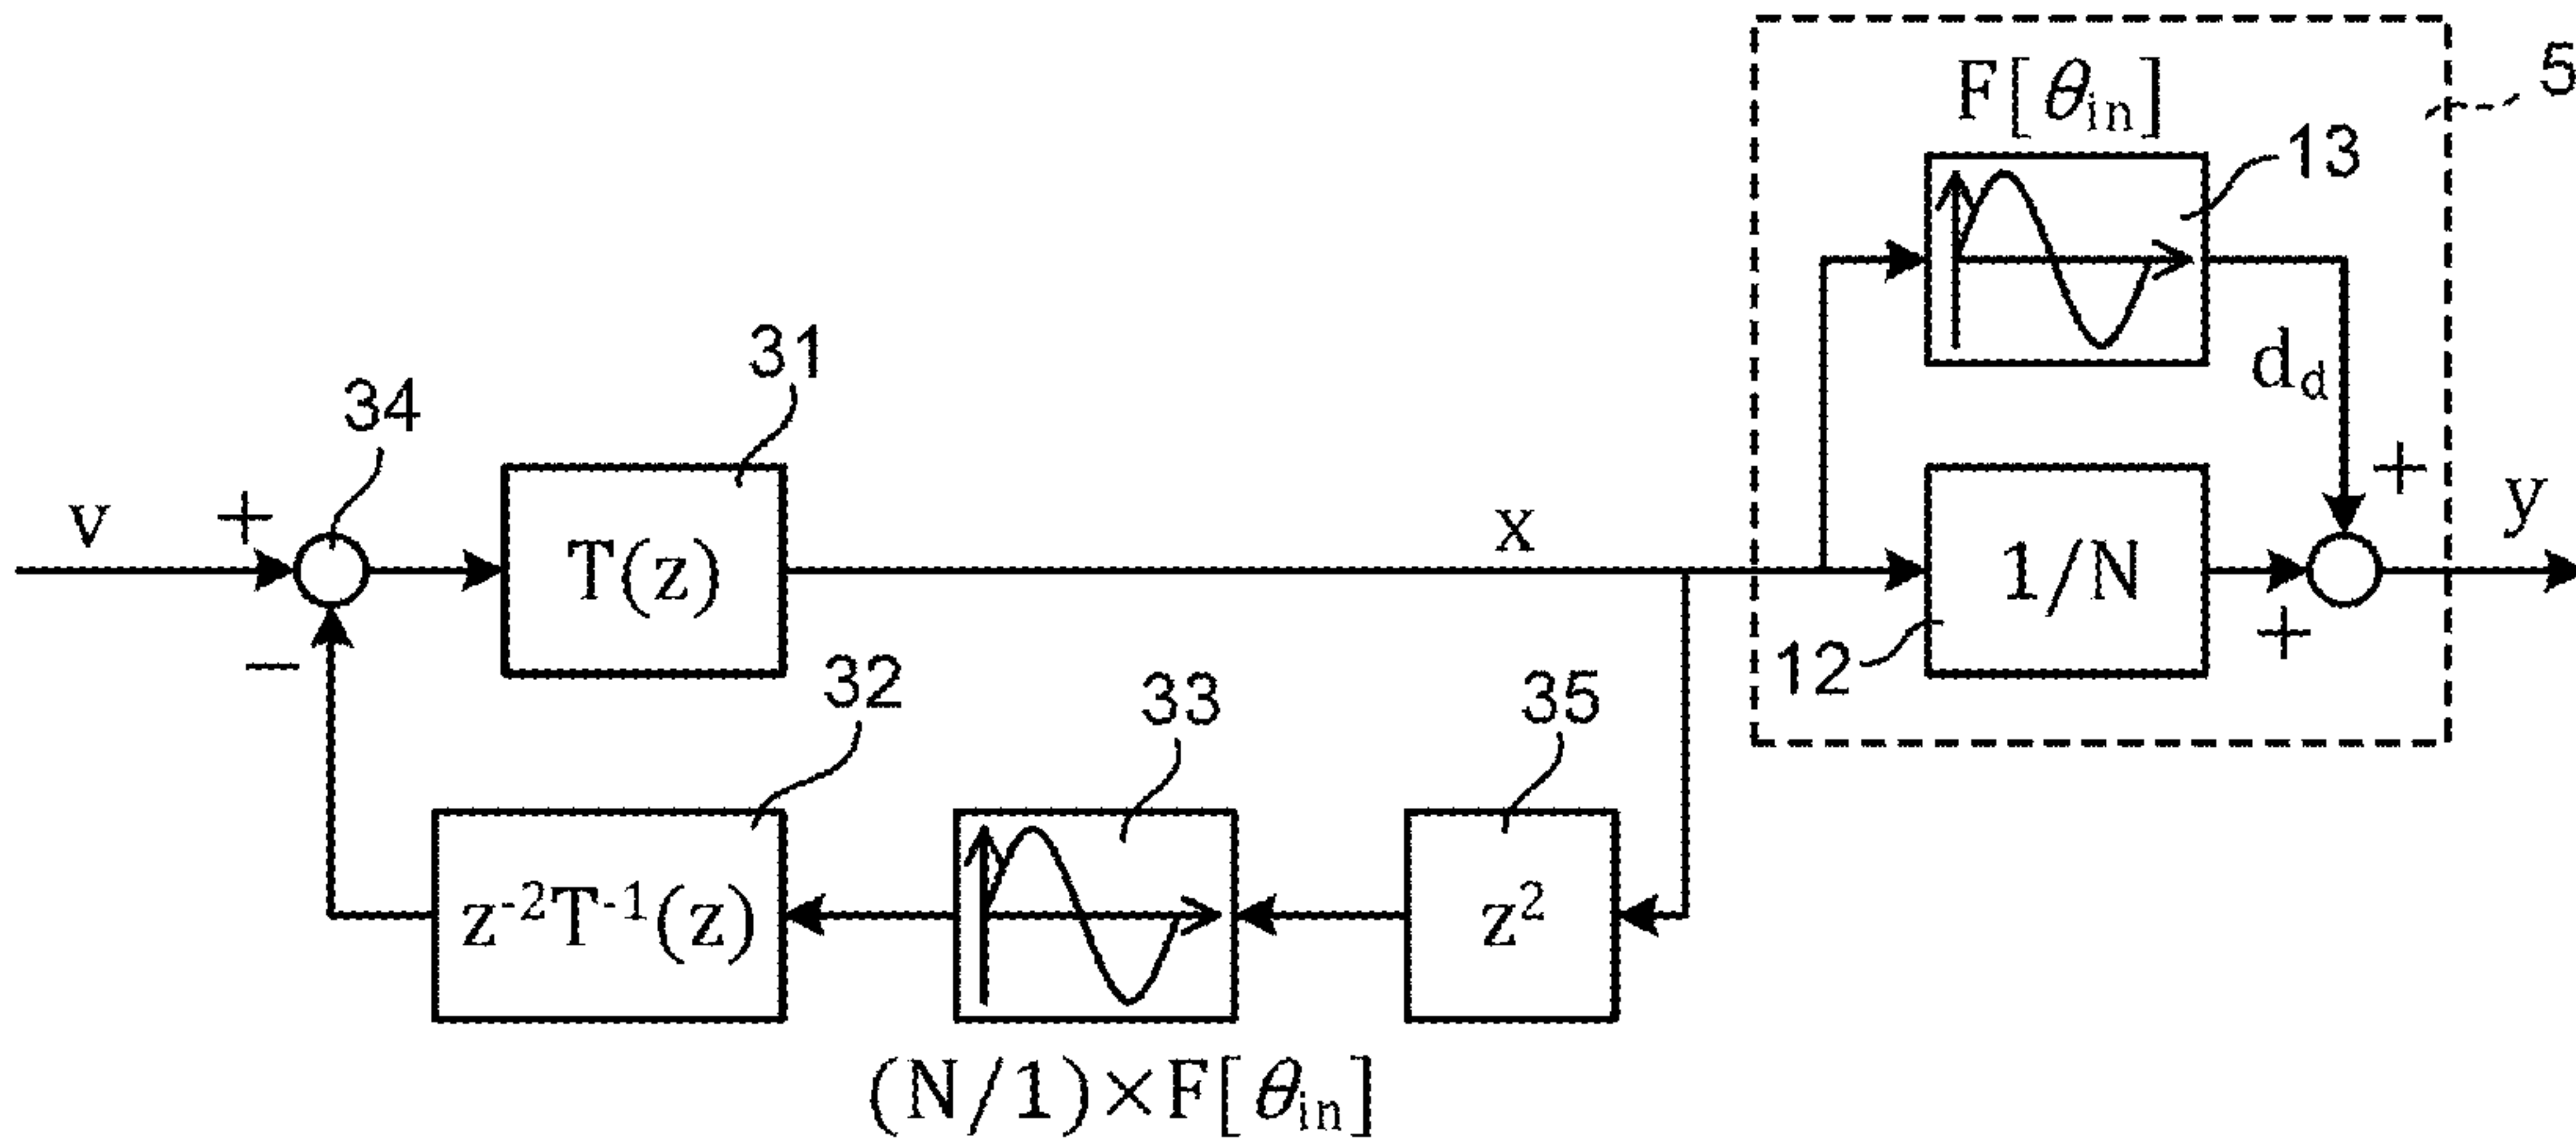 5
F[θin]
13
31
dd
34
+
v
+
x
y
T(z)
1/N
−
+
12
32
33
35
z-2T-1(z)
z2
(N/1)×F[θin]